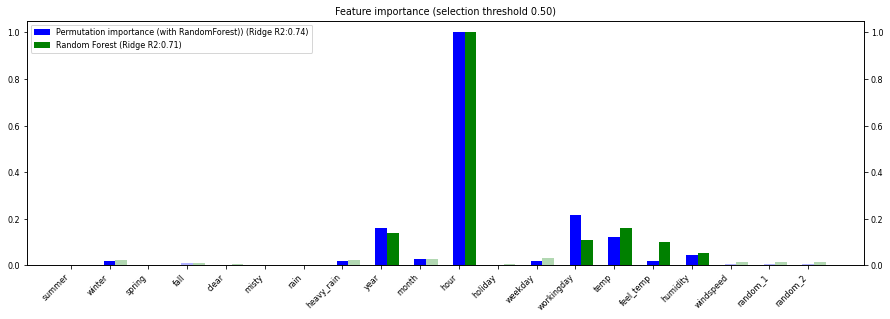 Feature importance (selection threshold 0.50)
Permutation importance (with RandomForest)) (Ridge R2:0.74)
Random Forest (Ridge R2:0.71)
1.0 1.0
0.8 0.8
0.6 0.6
0.4 0.4
0.2 0.2
0.0 0.0
summer winter spring fall clear misty rain heavy_rain year month hour holiday weekday workingday temp feel_temp humidity windspeed random_1 random_2